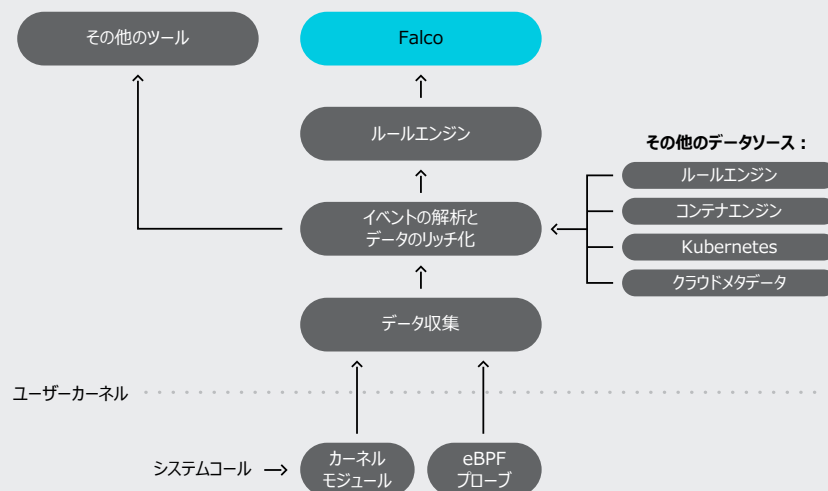 その他のツール
Falco
ルールエンジン
その他のデータソース：
ルールエンジン
イベントの解析と
データのリッチ化
コンテナエンジン
Kubernetes
クラウドメタデータ
データ収集
ユーザーカーネル
システムコール
カーネル
モジュール
eBPF
プローブ